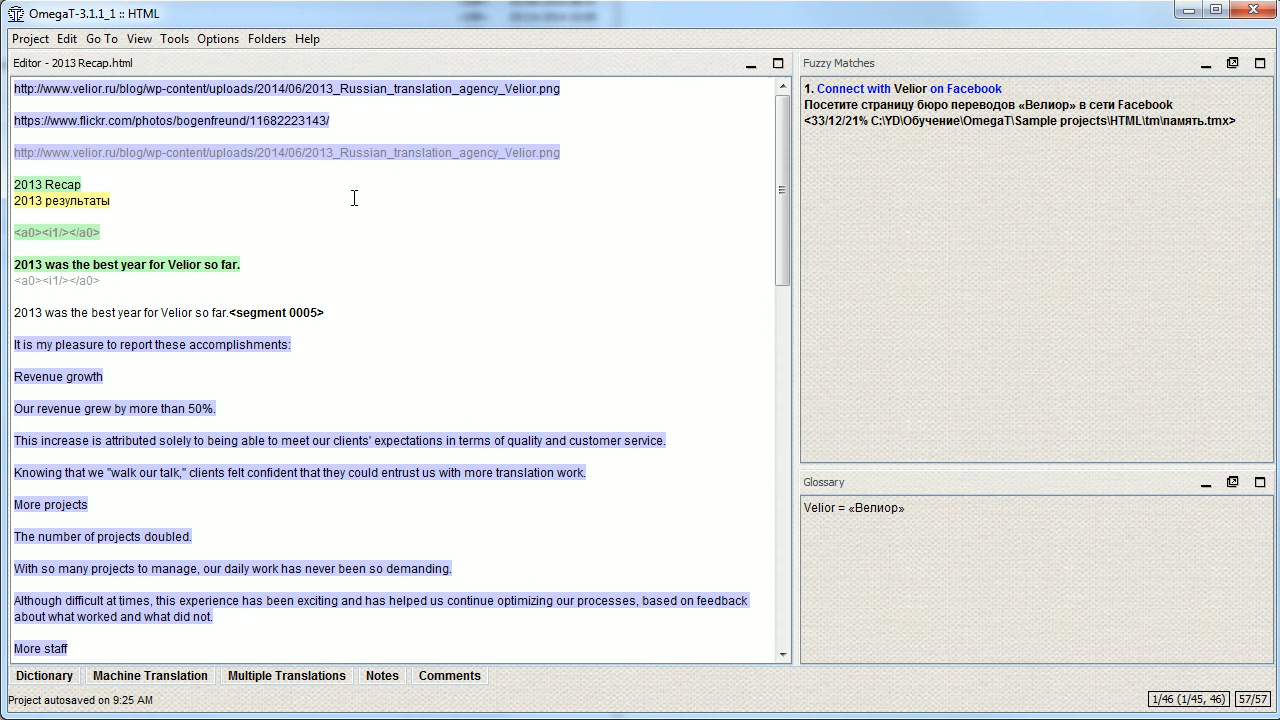 OmegaT-3.1.1_1 :: HTML
Project Edit Go To View Tools Options Folders Help
Editor - 2013 Recap.html
http://www.velior.ru/blog/wp-content/uploads/2014/06/2013_Russian_translation_agency_Velior.png
https://www.flickr.com/photos/bogenfreund/11682223143/
http://www.velior.ru/blog/wp-content/uploads/2014/06/2013_Russian_translation_agency_Velior.png
2013 Recap
2013 результаты
<a0><i1/></a0>
2013 was the best year for Velior so far.
<a0><i1/></a0>
2013 was the best year for Velior so far.<segment 0005>
It is my pleasure to report these accomplishments:
Revenue growth
Our revenue grew by more than 50%.
This increase is attributed solely to being able to meet our clients' expectations in terms of quality and customer service.
Knowing that we "walk our talk," clients felt confident that they could entrust us with more translation work.
More projects
The number of projects doubled.
With so many projects to manage, our daily work has never been so demanding.
Although difficult at times, this experience has been exciting and has helped us continue optimizing our processes, based on feedback
about what worked and what did not.
More staff
Fuzzy Matches
1. Connect with Velior on Facebook
Посетите страницу бюро переводов «Велиор» в сети Facebook
<33/12/21% C:\YD\Обучение\OmegaT\Sample projects\HTML\tm\память.tmx>
Glossary
Velior = «Велиор»
Dictionary Machine Translation Multiple Translations Notes Comments
Project autosaved on 9:25 AM
1/46 (1/45, 46) 57/57